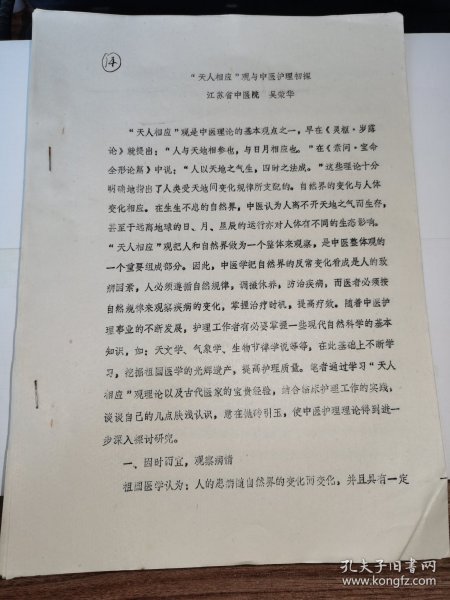 14
“天人相应”观与中医护理初探
江苏省中医院 吴荣华
“天人相应”观是中医理论的基本观点之一，早在《灵枢·岁露
论》就提出：“人与天地相参也，与日月相应也。”在《素问·宝命
全形论篇》中说：“人以天地之气生，四时之法成。”这些理论十分
明确地指出了人类受天地间变化规律所支配的。自然界的变化与人体
变化相应。在生生不息的自然界，中医认为人离不开天地之气而生存，
甚至于远离地球的日、月、星辰的运行亦对人体有不同的生态影响。
“天人相应”观把人和自然界做为一个整体来观察，是中医整体观的
一个重要组成部分。因此，中医学把自然界的反常变化看成是人的致
病因素，人必须遵循自然规律，调摄休养，防治疾病，而医者必须按
自然规律来观察疾病的变化，掌握治疗时机，提高疗效。随着中医护
理事业的不断发展，护理工作者有必要掌握一些现代自然科学的基本
知识，如：天文学、气象学、生物节律学说等等，在此基础上不断学
习，挖掘祖国医学的光辉遗产，提高护理质量。笔者通过学习“天人
相应”观理论以及古代医家的宝贵经验，结合临床护理工作的实践，
谈谈自己的几点肤浅认识，意在抛砖引玉，使中医护理理论得到进一
步深入探讨研究。
一、因时而宜，观察病情
祖国医学认为：人的患病随自然界的变化而变化，并且具有一定
孔夫子旧书网
www.kongfz.com